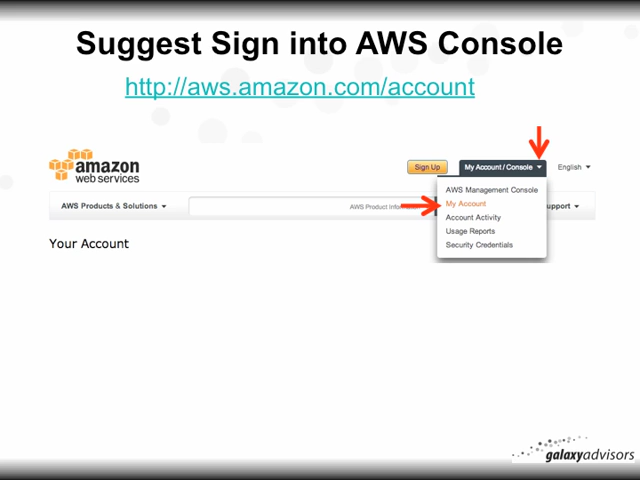 Suggest Sign into AWS Console
http://aws.amazon.com/account
amazon
web services
Sign Up
My Account / Console
English
AWS Products & Solutions
AWS Product
upport
AWS Management Console
My Account
Account Activity
Usage Reports
Security Credentials
Your Account
galaxyadvisors